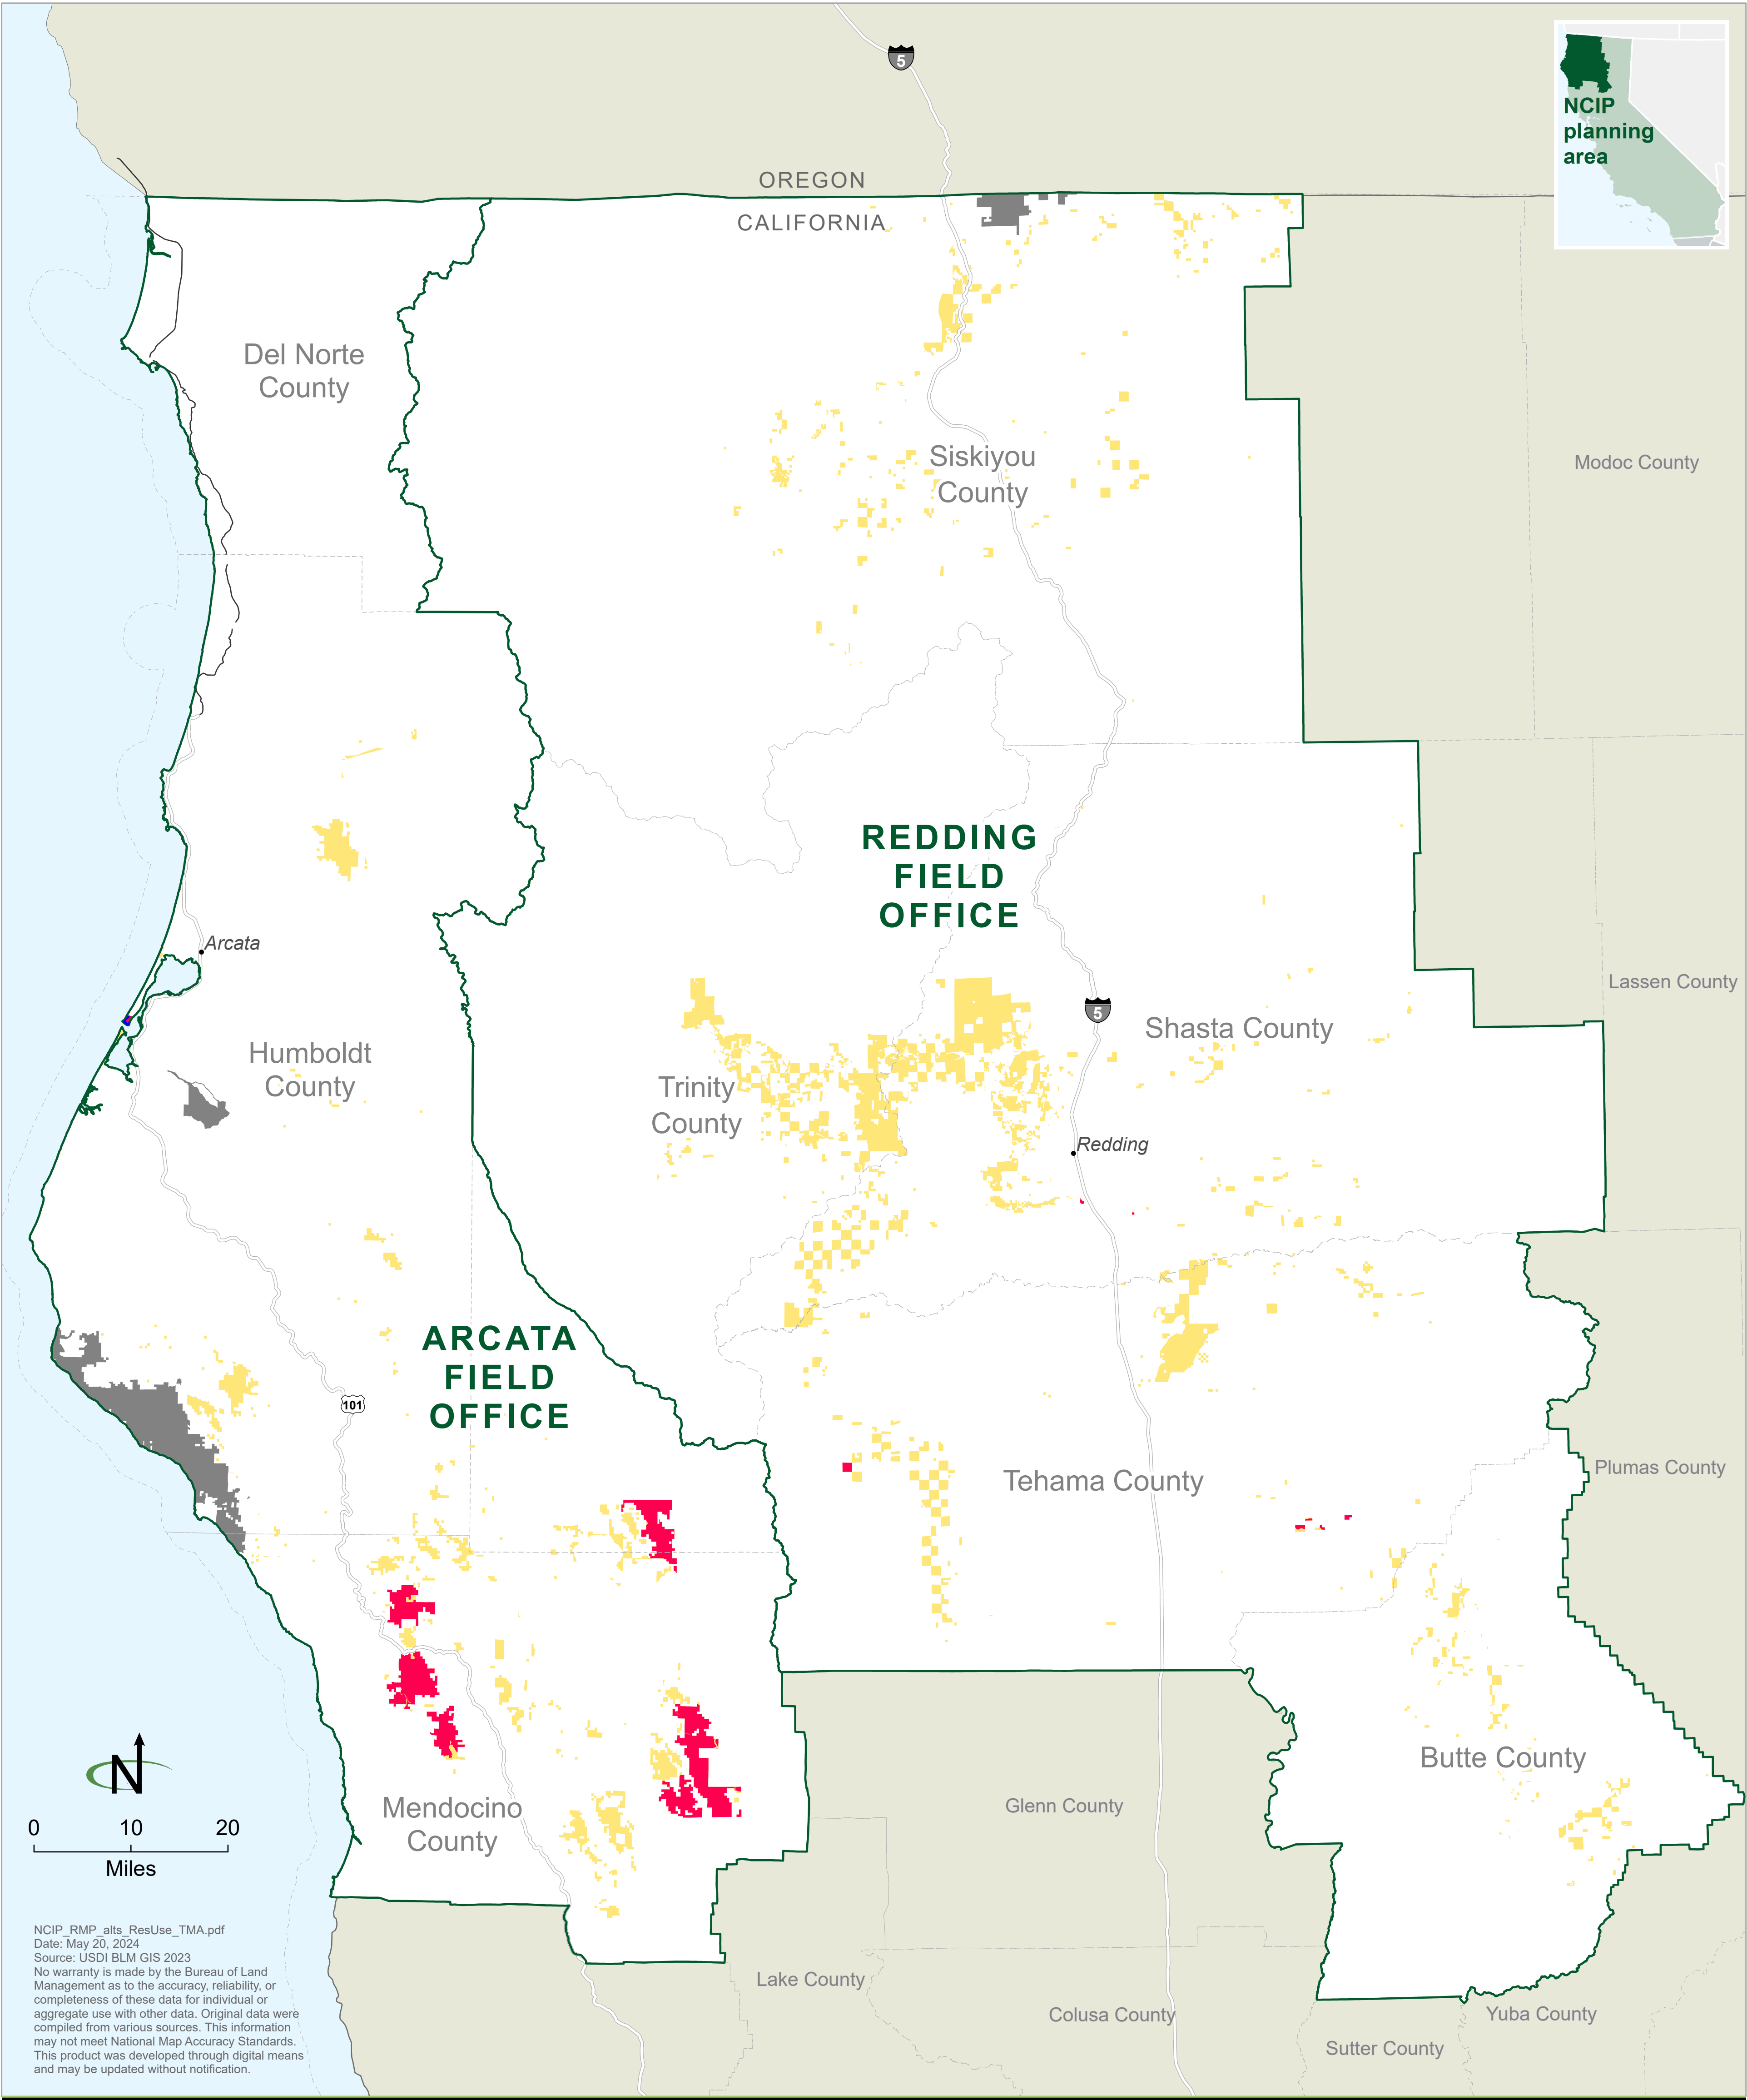 5
NCIP
planning
area
OREGON
CALIFORNIA
Del Norte
County
Siskiyou
County
Modoc County
REDDING
FIELD
OFFICE
Arcata
Lassen County
5
Shasta County
Humboldt
County
Trinity
County
Redding
ARCATA
FIELD
OFFICE
101
Plumas County
Tehama County
N
Butte County
Mendocino
County
Glenn County
0 10 20
Miles
NCIP_RMP_alts_ResUse_TMA.pdf
Date: May 20, 2024
Source: USDI BLM GIS 2023
No warranty is made by the Bureau of Land
Management as to the accuracy, reliability, or
completeness of these data for individual or
aggregate use with other data. Original data were
compiled from various sources. This information
may not meet National Map Accuracy Standards.
This product was developed through digital means
and may be updated without notification.
Lake County
Colusa County
Yuba County
Sutter County